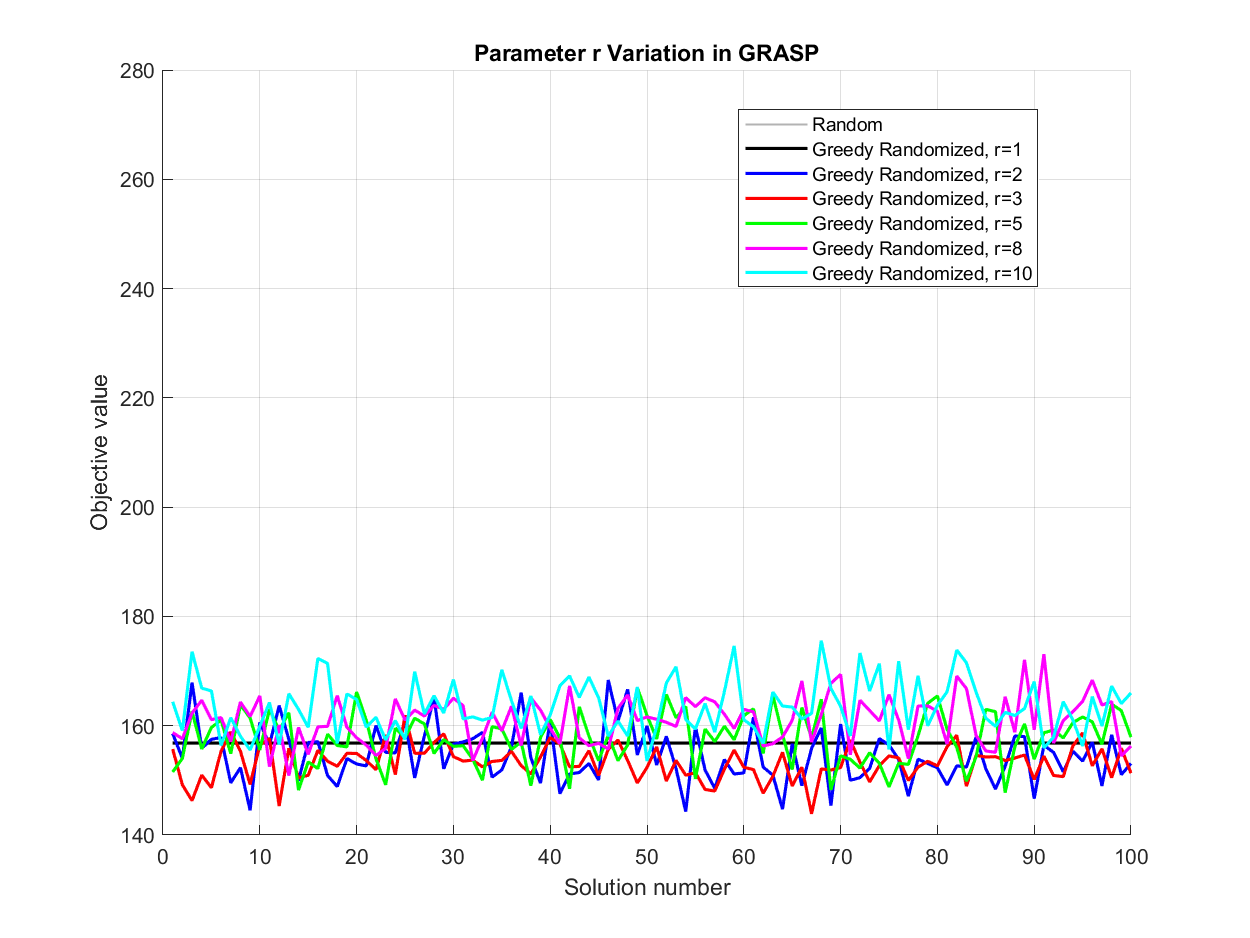 Parameter r Variation in GRASP
280
260
240
220
200
180
160
140
Objective value
Random
Greedy Randomized, r=1
Greedy Randomized, r=2
Greedy Randomized, r=3
Greedy Randomized, r=5
Greedy Randomized, r=8
Greedy Randomized, r=10
0 10 20 30 40 50 60 70 80 90 100
Solution number